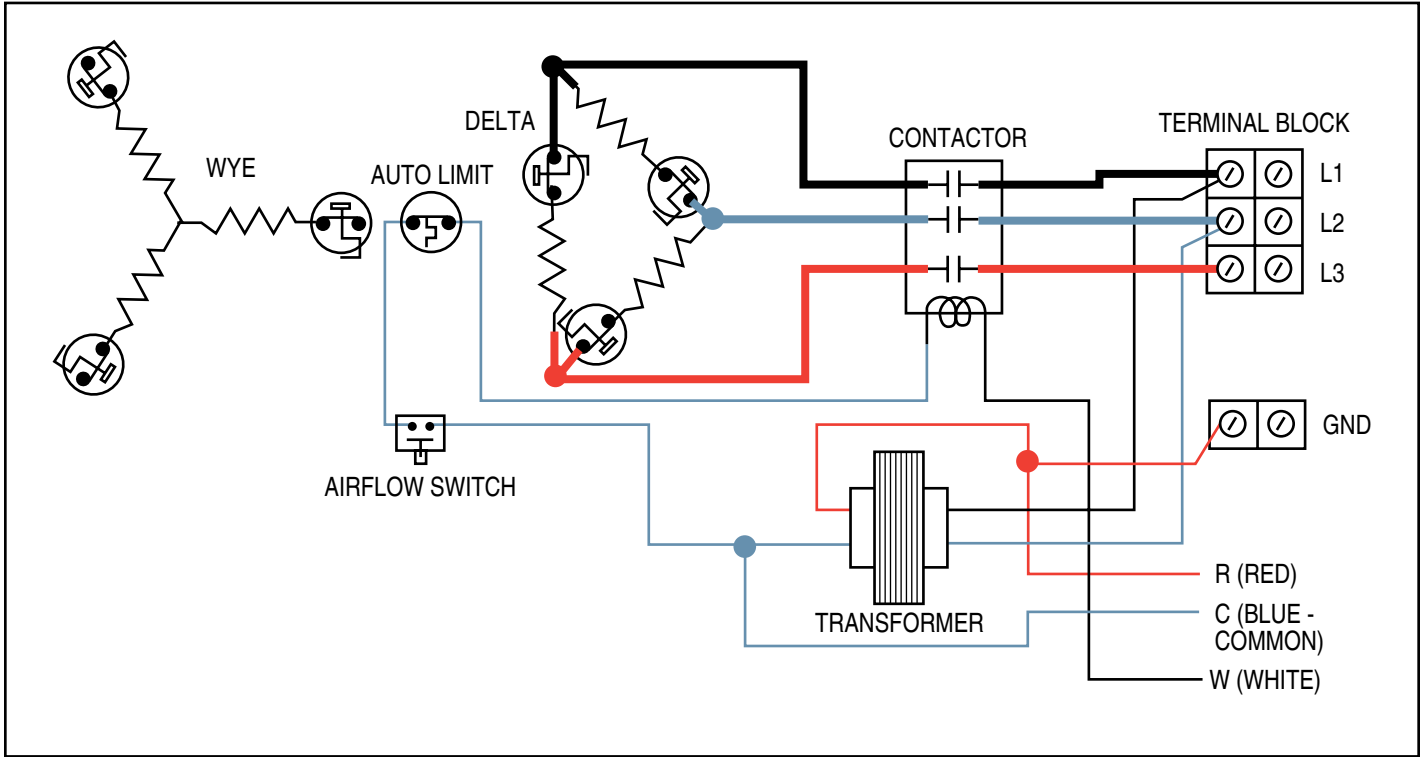 DELTA
CONTACTOR
TERMINAL BLOCK
WYE
AUTO LIMIT
L1
L2
L3
GND
AIRFLOW SWITCH
TRANSFORMER
R (RED)
C (BLUE -
COMMON)
W (WHITE)